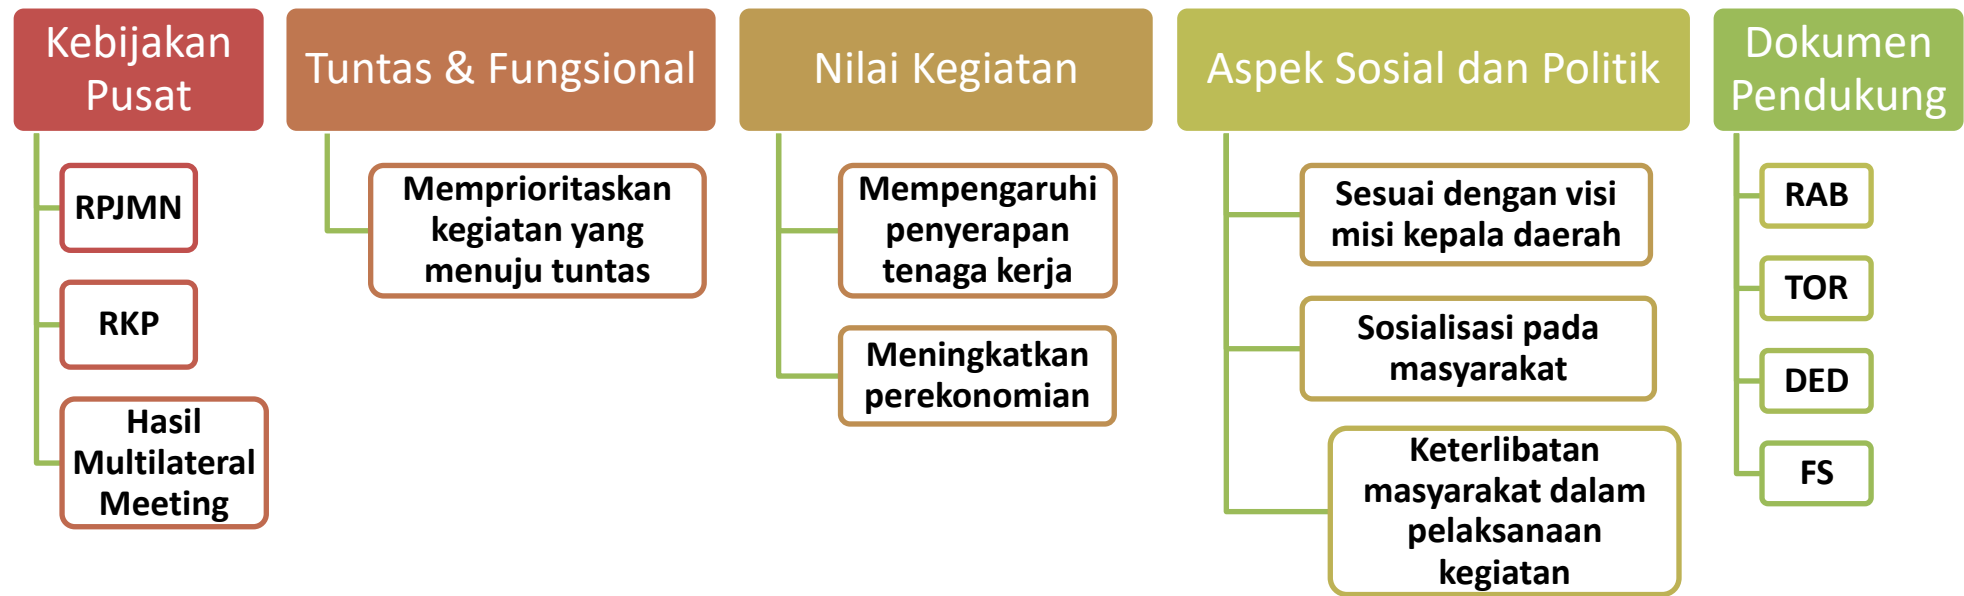 Kebijakan
Pusat
RPJMN
RKP
Hasil
Multilateral
Meeting
Tuntas & Fungsional
Memprioritaskan
kegiatan yang
menuju tuntas
Nilai Kegiatan
Mempengaruhi
penyerapan
tenaga kerja
Meningkatkan
perekonomian
Aspek Sosial dan Politik
Sesuai dengan visi
misi kepala daerah
Sosialisasi pada
masyarakat
Keterlibatan
masyarakat dalam
pelaksanaan
kegiatan
Dokumen
Pendukung
RAB
TOR
DED
FS